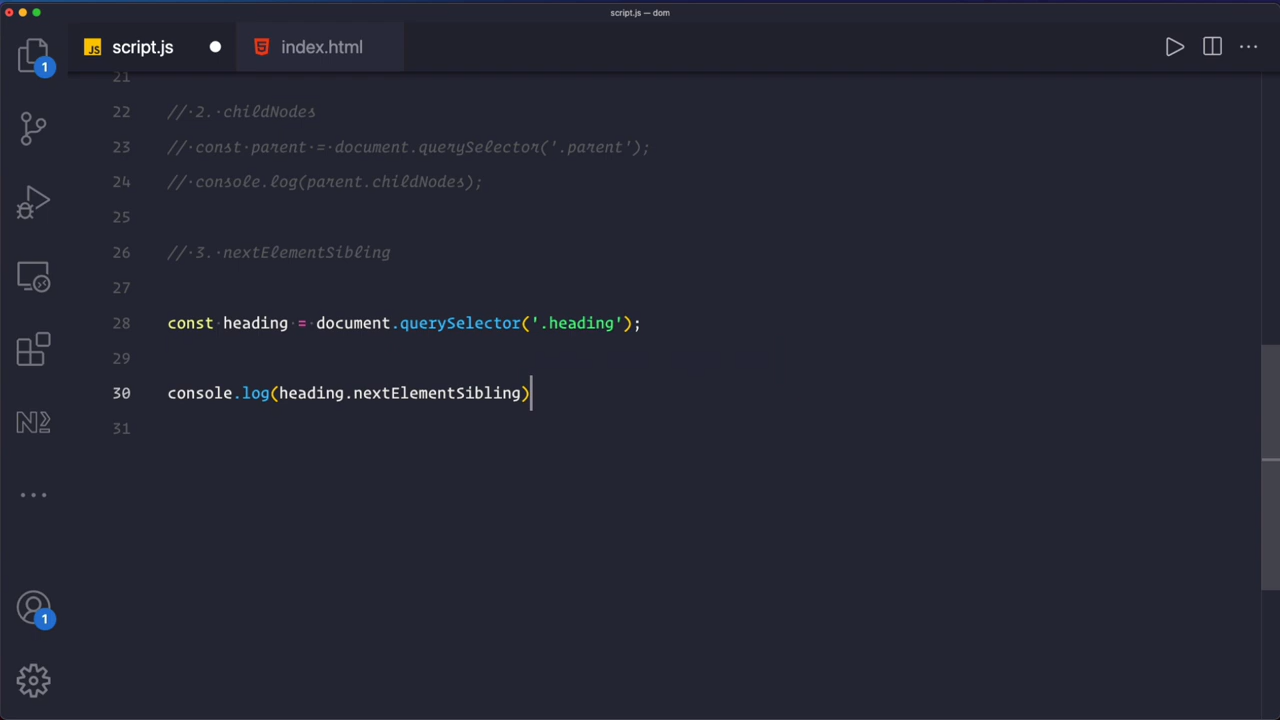 script.js — dom
JS script.js index.html
1
21
22 // 2. childNodes
23 // const parent = document.querySelector('.parent');
24 // console.log(parent.childNodes);
25
26 // 3. nextElementSibling
27
28 const heading = document.querySelector('.heading');
29
30 console.log(heading.nextElementSibling)
31
1